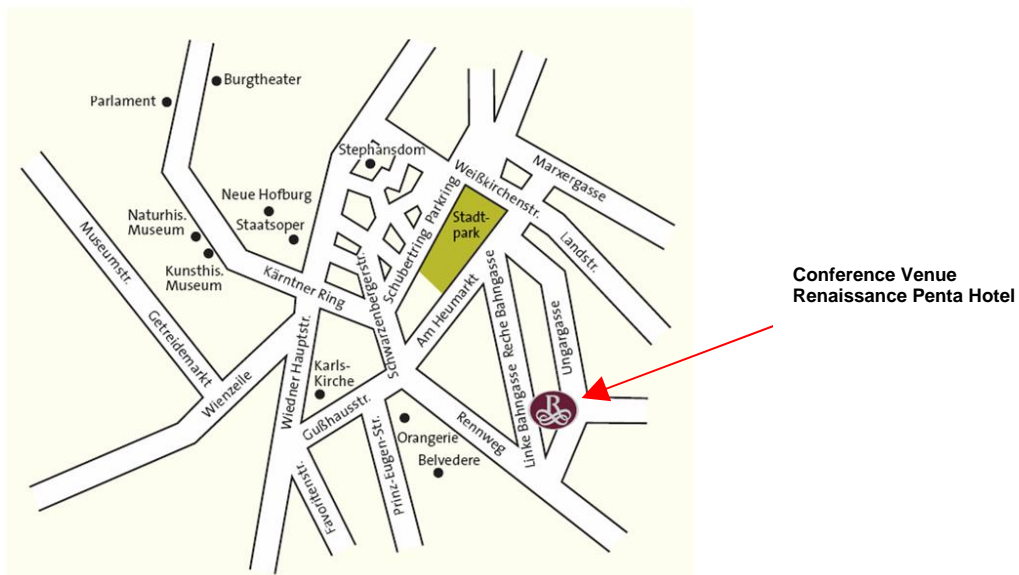 Burgtheater
Parlament
Stephansdom
Weißkirchenstr.
Marxergasse
Neue Hofburg
Staatsoper
Naturhis.
Museum
Kunsthis.
Museum
Museumstr.
Getreidemarkt
Kärntner Ring
Schwarzenbergerstr.
Schubertring Parkring
Stadt-
park
Landstr.
Am Heumarkt
Linke Bahngasse Reche Bahngasse
Ungargasse
Conference Venue
Renaissance Penta Hotel
Wienzelle
Wiedner Hauptstr.
Karls-
Kirche
Gußhausstr.
R
Rennweg
Orangerie
Belvedere
Prinz-Eugen-Str.
Favoritenstr.